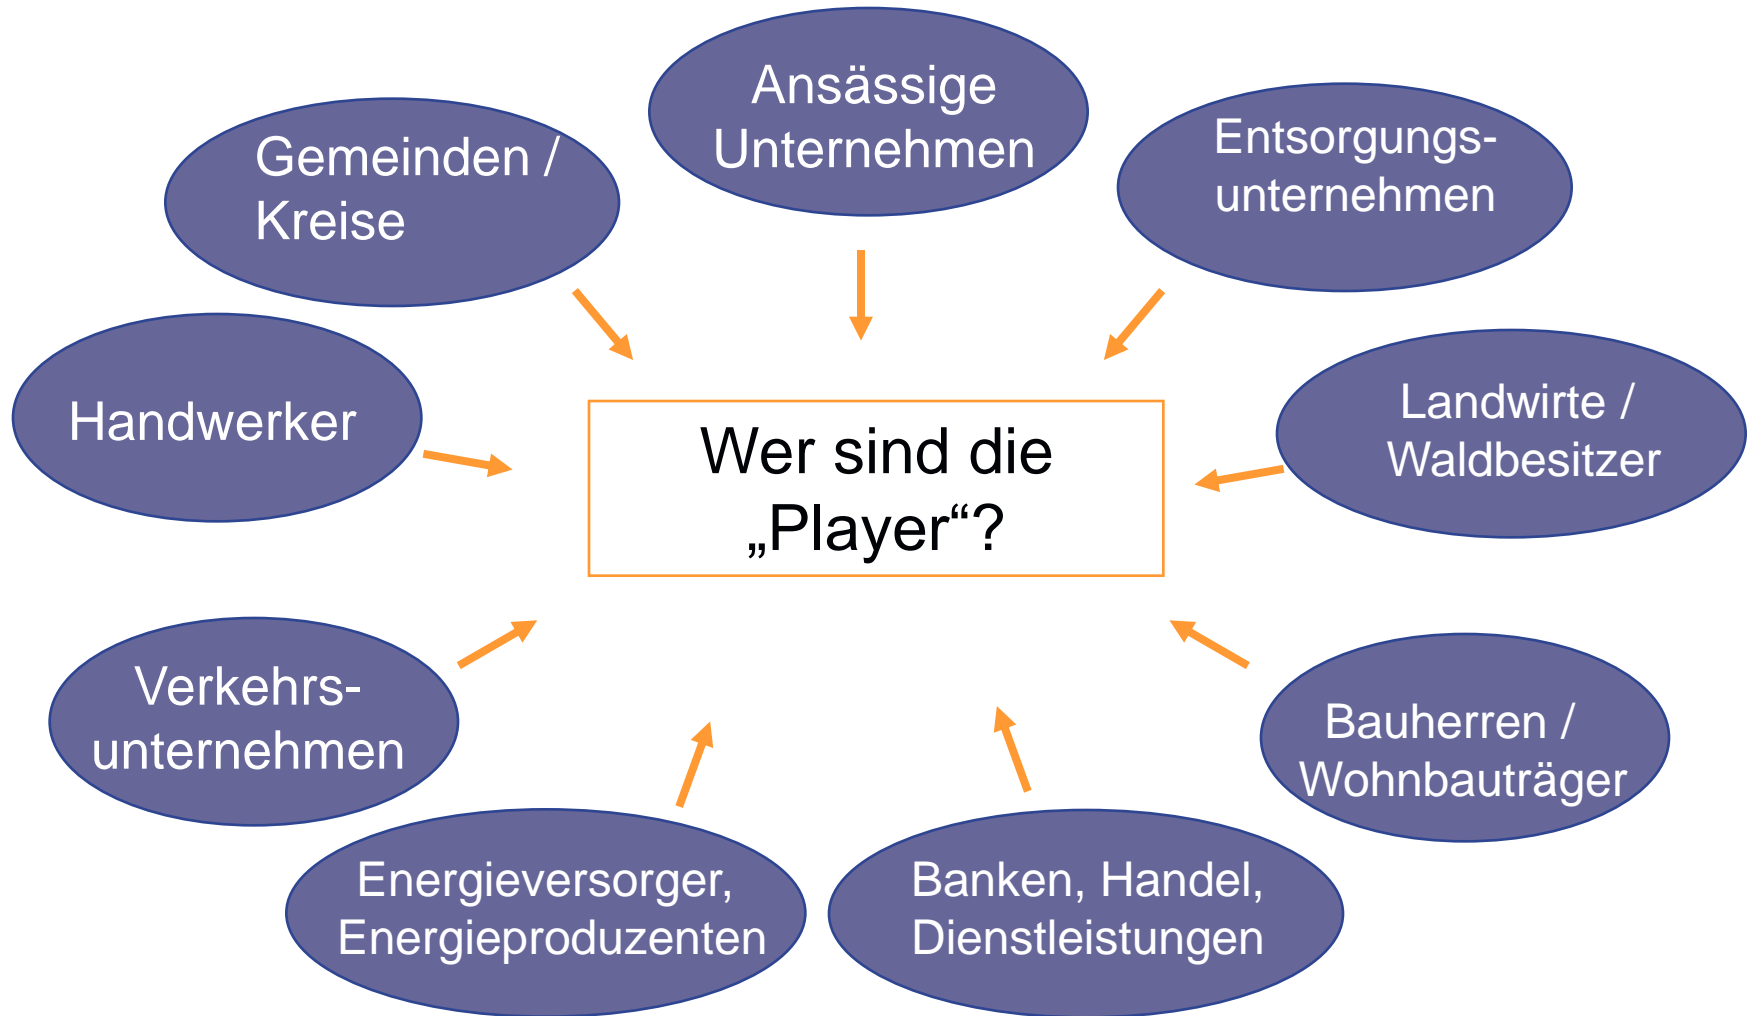 Ansässige
Unternehmen
Gemeinden /
Kreise
Entsorgungs-
unternehmen
Handwerker
Landwirte /
Waldbesitzer
Wer sind die
„Player“?
Verkehrs-
unternehmen
Bauherren /
Wohnbauträger
Energieversorger,
Energieproduzenten
Banken, Handel,
Dienstleistungen